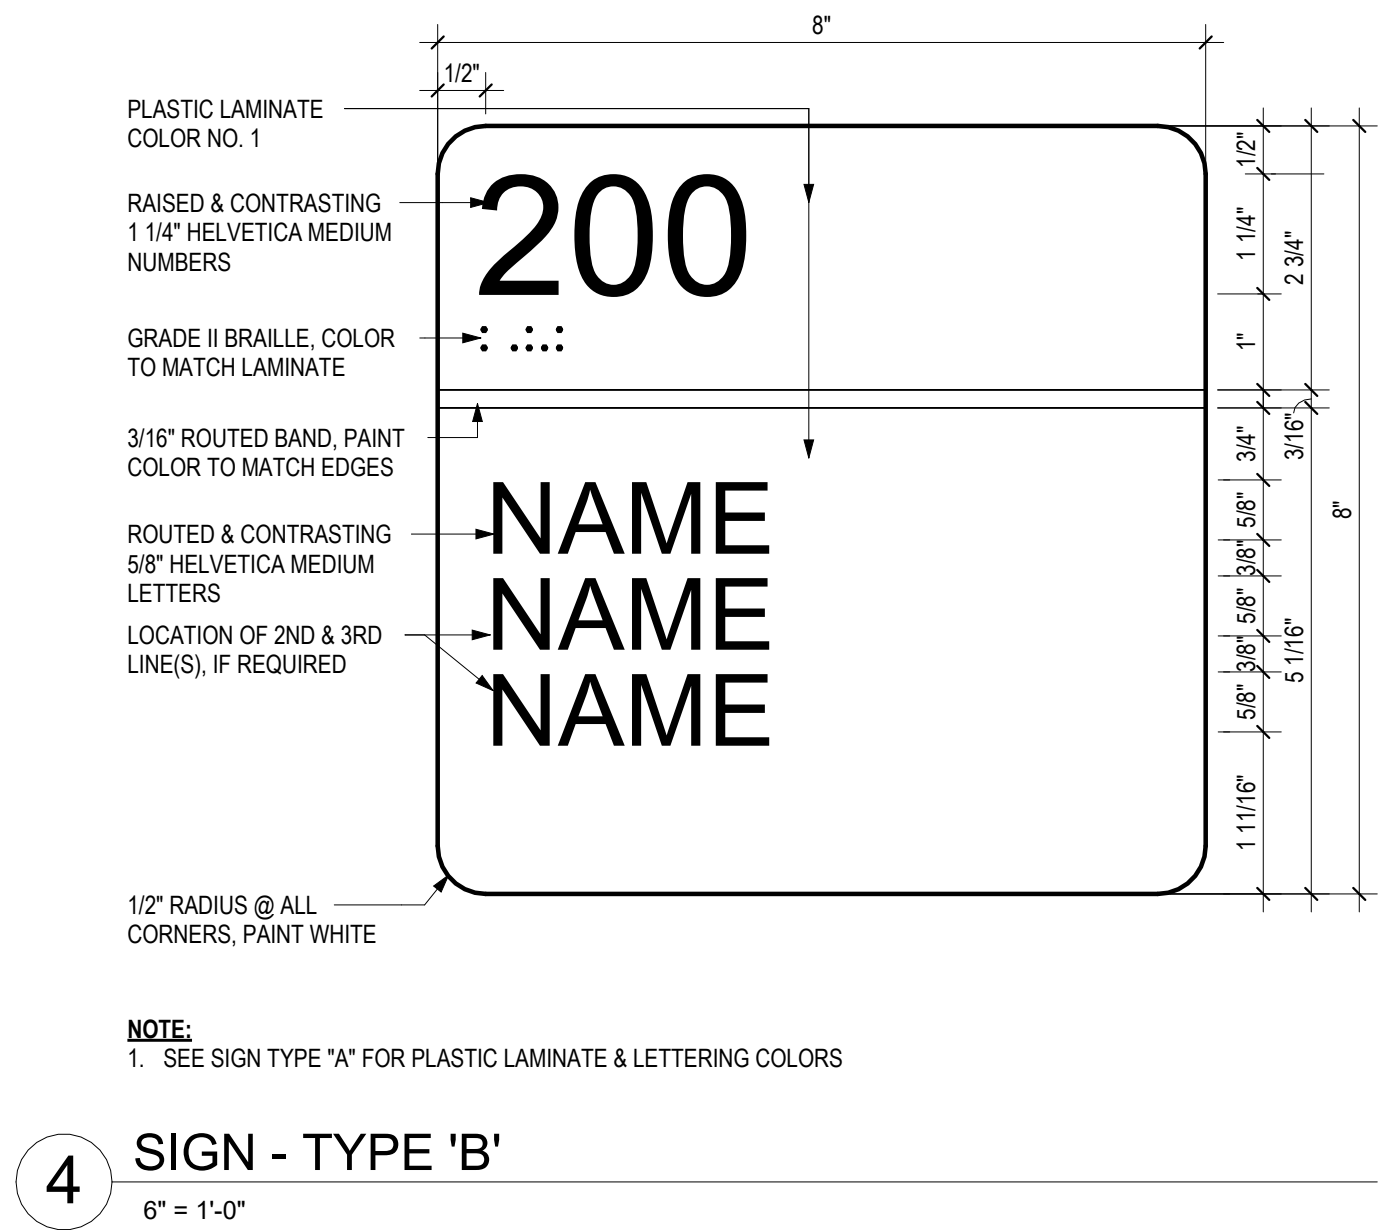 8"
1/2"
PLASTIC LAMINATE
COLOR NO. 1
RAISED & CONTRASTING
1 1/4" HELVETICA MEDIUM
NUMBERS
GRADE II BRAILLE, COLOR
TO MATCH LAMINATE
3/16" ROUTED BAND, PAINT
COLOR TO MATCH EDGES
ROUTED & CONTRASTING
5/8" HELVETICA MEDIUM
LETTERS
LOCATION OF 2ND & 3RD
LINE(S), IF REQUIRED
1/2" RADIUS @ ALL
CORNERS, PAINT WHITE
200
NAME
NAME
NAME
1/2"
1 1/4"
1"
3/4"
5/8"
3/8"
5/8"
3/8"
5/8"
1 11/16"
2 3/4"
3/16"
5 1/16"
8"
NOTE:
1. SEE SIGN TYPE "A" FOR PLASTIC LAMINATE & LETTERING COLORS
4
SIGN - TYPE 'B'
6" = 1'-0"